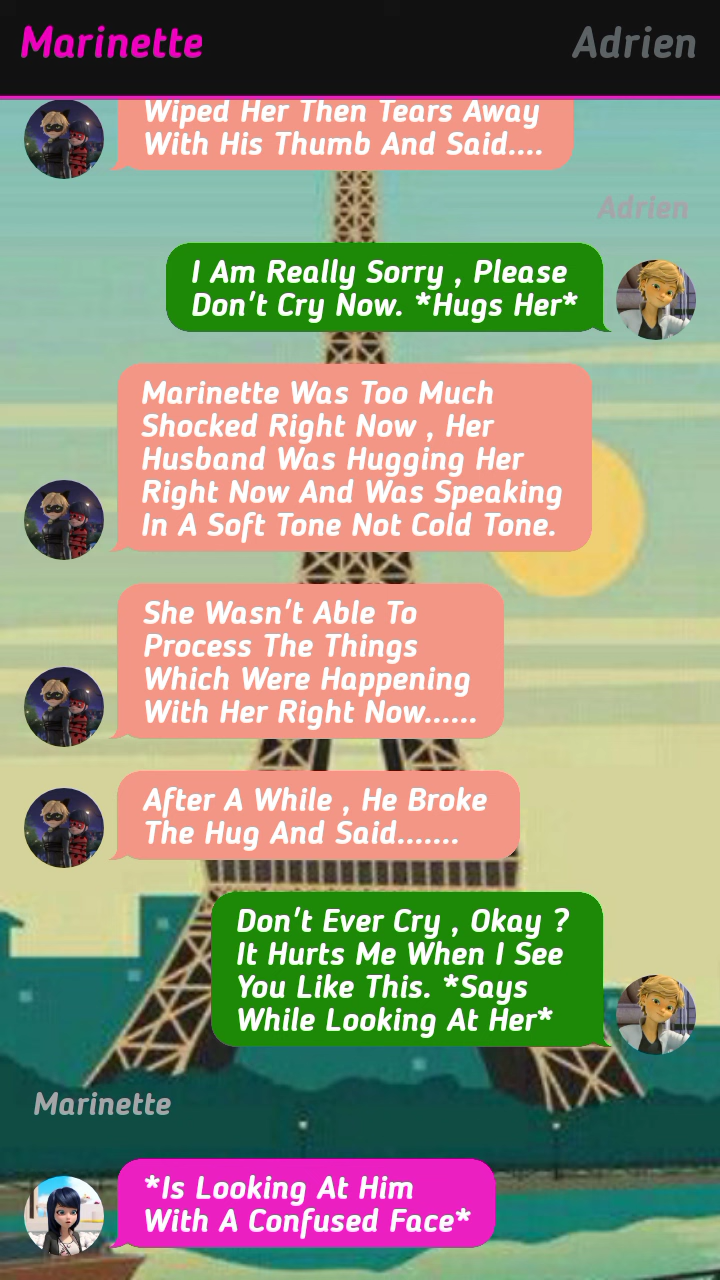 Marinette
Adrien
Wiped Her Then Tears Away
With His Thumb And Said....
Adrien
I Am Really Sorry , Please
Don't Cry Now. *Hugs Her*
Marinette Was Too Much
Shocked Right Now , Her
Husband Was Hugging Her
Right Now And Was Speaking
In A Soft Tone Not Cold Tone.
She Wasn't Able To
Process The Things
Which Were Happening
With Her Right Now......
After A While , He Broke
The Hug And Said.......
Don't Ever Cry , Okay ?
It Hurts Me When I See
You Like This. *Says
While Looking At Her*
Marinette
*Is Looking At Him
With A Confused Face*